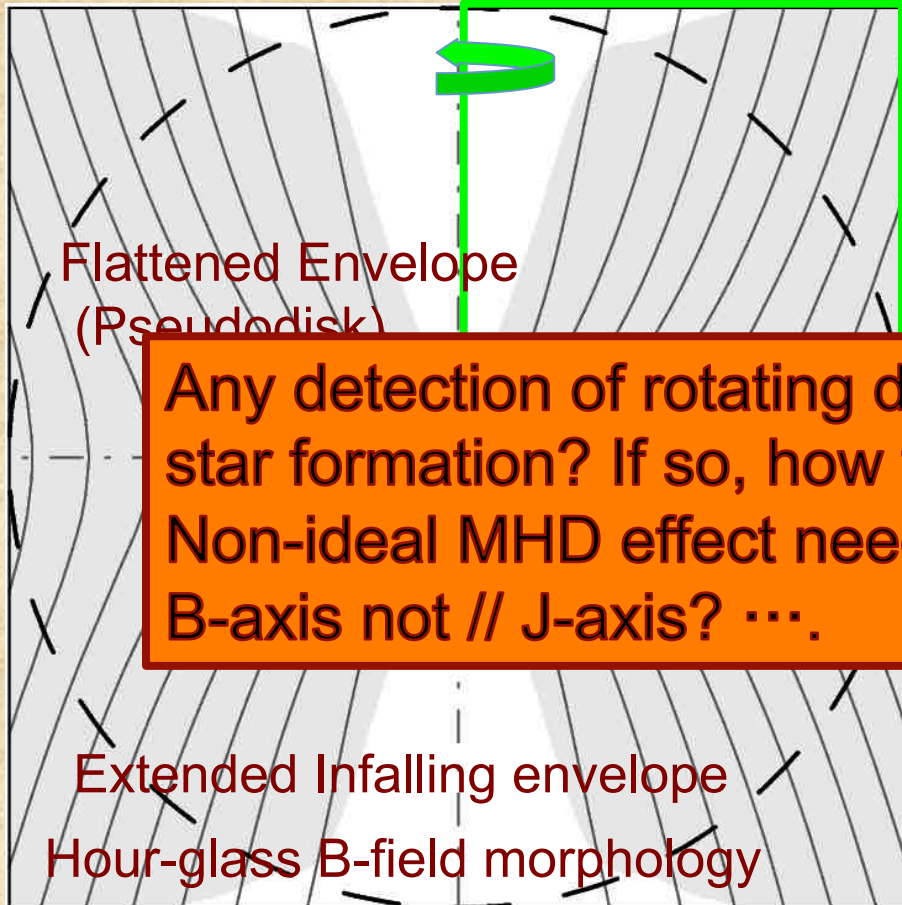 Flattened Envelope
(Pseudodisk)
Any detection of rotating d
star formation? If so, how
Non-ideal MHD effect nee
B-axis not // J-axis? ….
Extended Infalling envelope
Hour-glass B-field morphology